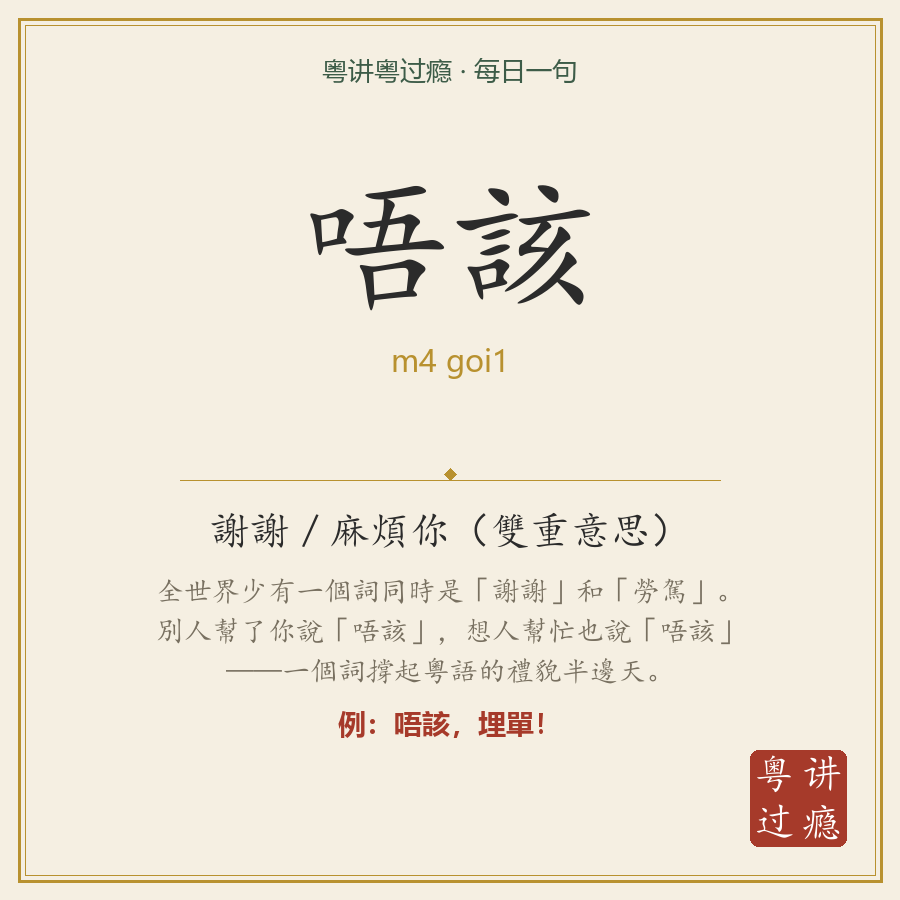 粤讲粤过瘾 · 每日一句
唔該
m4 goi1
謝謝 / 麻煩你（雙重意思）
全世界少有一個詞同時是「謝謝」和「勞駕」。
別人幫了你說「唔該」，想人幫忙也說「唔該」
——一個詞撐起粵語的禮貌半邊天。
例：唔該，埋單！
粤讲
过瘾